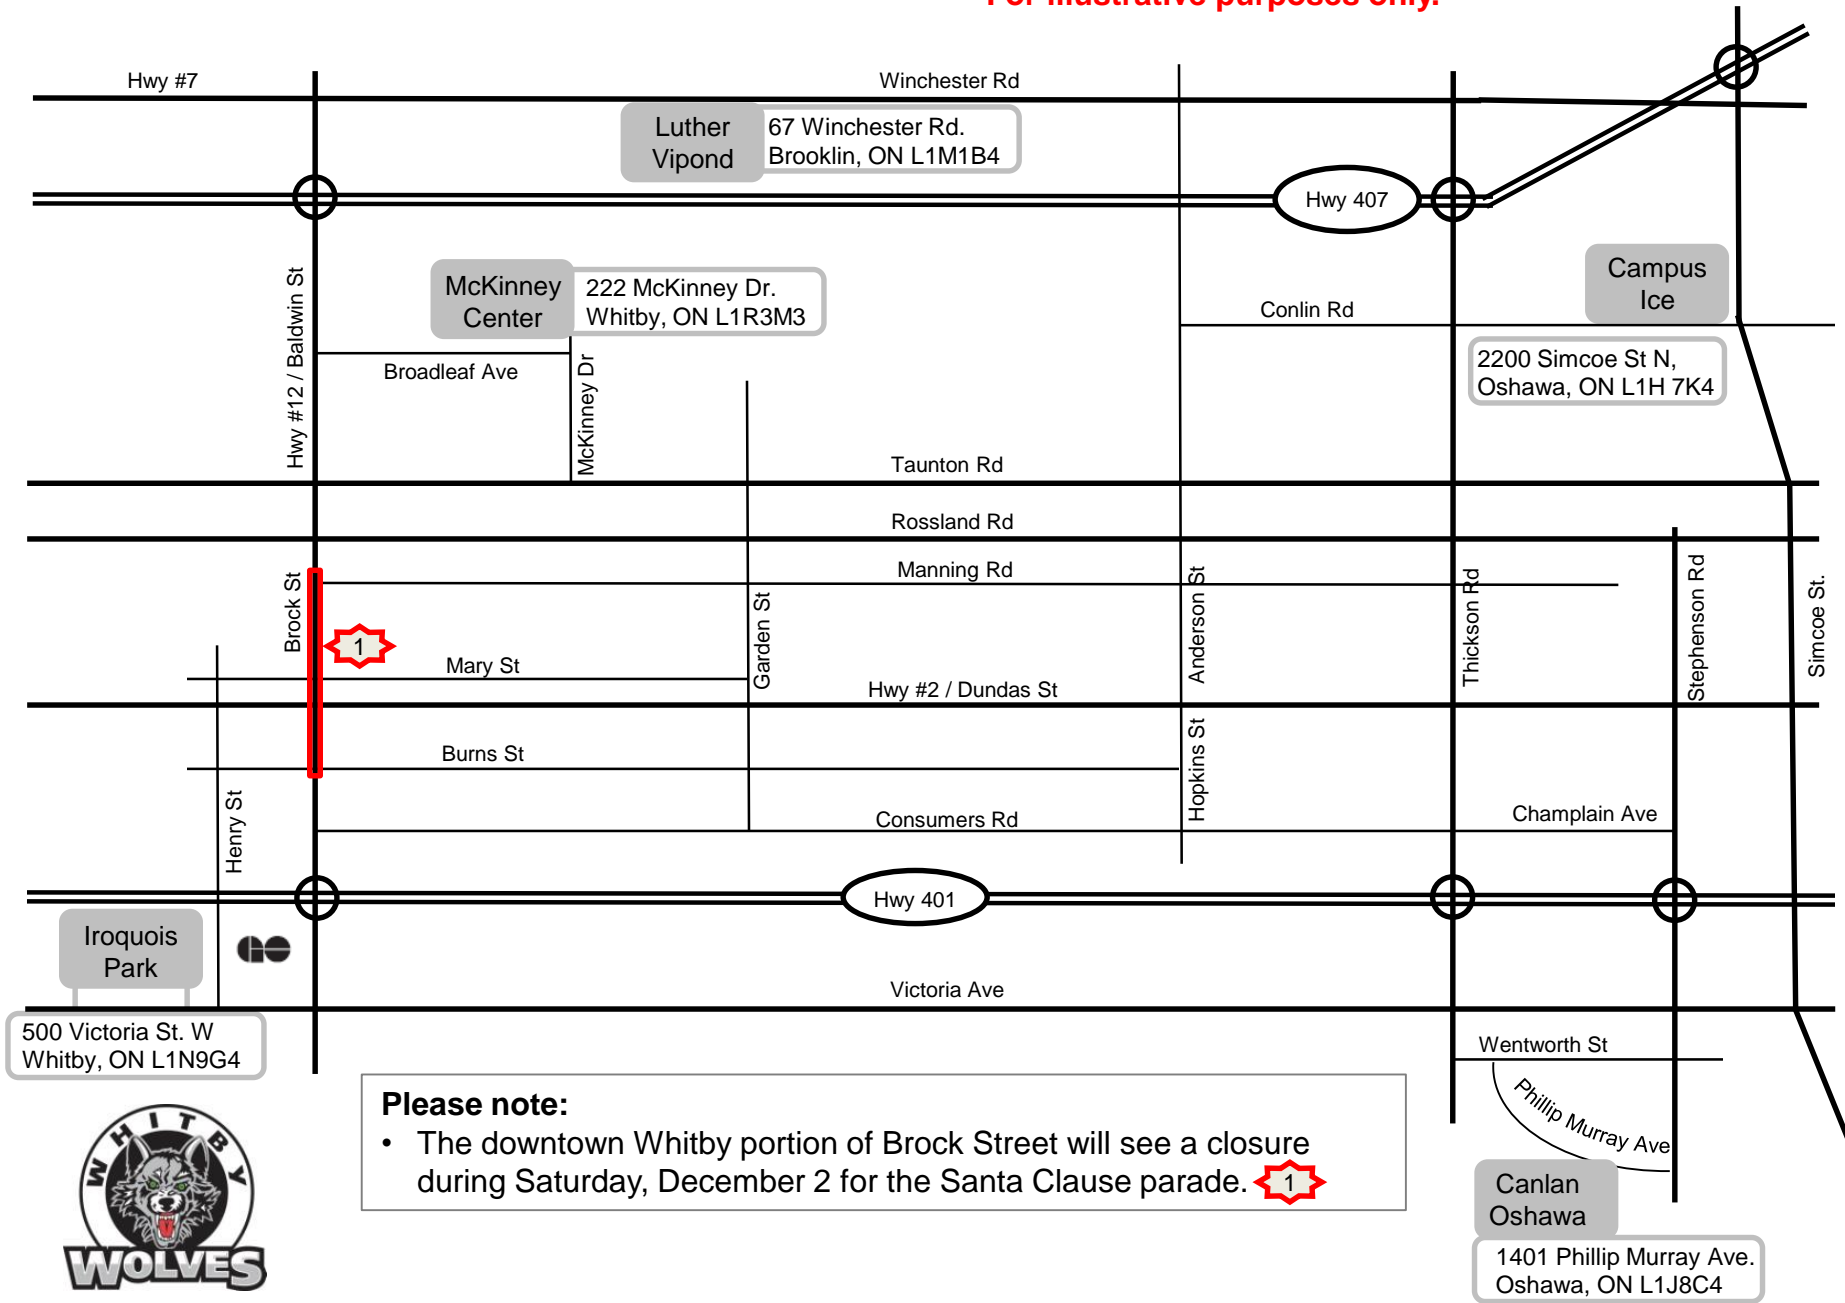 For illustrative purposes only.
Hwy #7
Winchester Rd
Luther
Vipond
67 Winchester Rd.
Brooklin, ON L1M1B4
Hwy 407
Hwy #12 / Baldwin St
McKinney
Center
222 McKinney Dr.
Whitby, ON L1R3M3
Campus
Ice
Conlin Rd
2200 Simcoe St N,
Oshawa, ON L1H 7K4
Broadleaf Ave
McKinney Dr
Taunton Rd
Rossland Rd
Manning Rd
Brock St
Garden St
Anderson St
Thickson Rd
Stephenson Rd
Simcoe St.
1
Mary St
Hwy #2 / Dundas St
Burns St
Hopkins St
Henry St
Consumers Rd
Champlain Ave
Hwy 401
Iroquois
Park
GO
Victoria Ave
500 Victoria St. W
Whitby, ON L1N9G4
Wentworth St
Phillip Murray Ave
Please note:
• The downtown Whitby portion of Brock Street will see a closure
during Saturday, December 2 for the Santa Clause parade. 1
Canlan
Oshawa
1401 Phillip Murray Ave.
Oshawa, ON L1J8C4
WHITBY
WOLVES